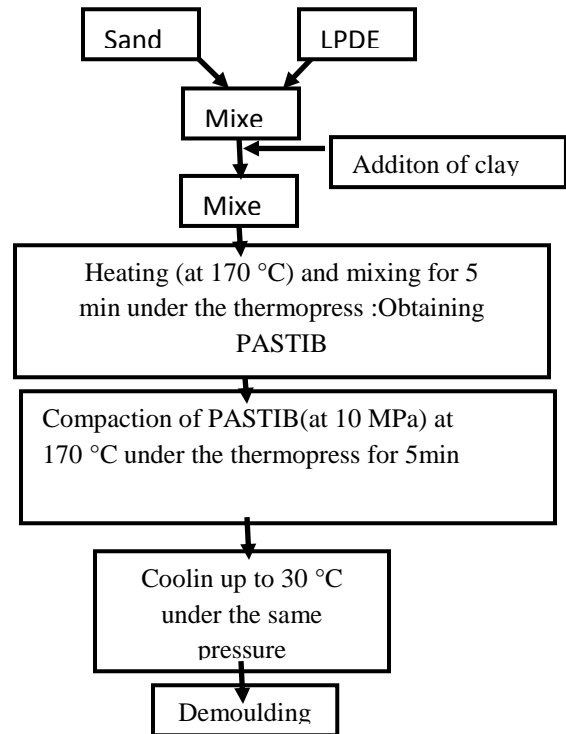 Sand
LPDE
Mixe
Additon of clay
Mixe
Heating (at 170 °C) and mixing for 5
min under the thermopress :Obtaining
PASTIB
Compaction of PASTIB(at 10 MPa) at
170 °C under the thermopress for 5min
Coolin up to 30 °C
under the same
pressure
Demoulding